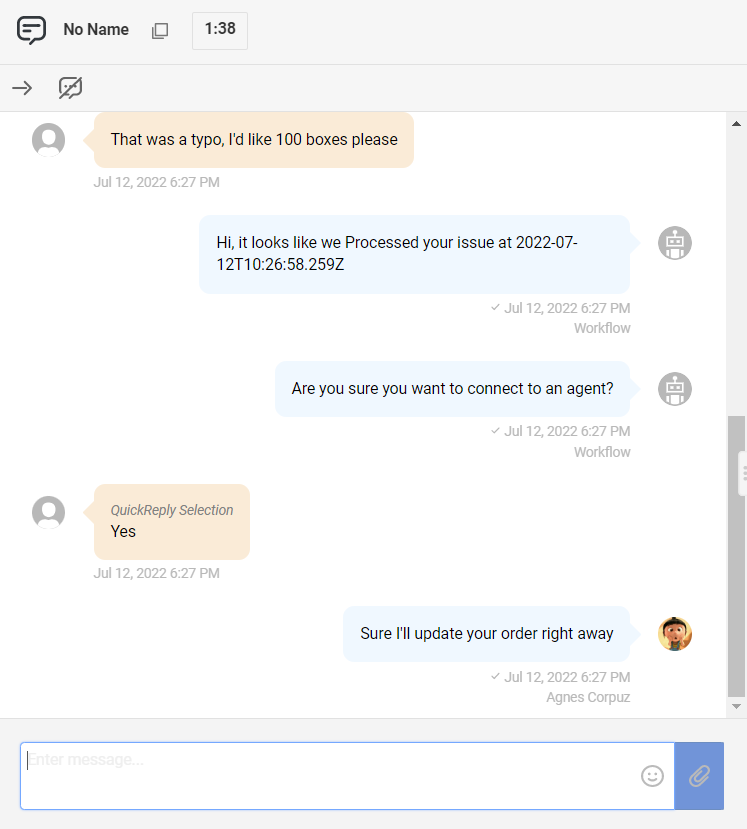 No Name
1:38
That was a typo, I'd like 100 boxes please
Jul 12, 2022 6:27 PM
Hi, it looks like we Processed your issue at 2022-07-
12T10:26:58.259Z
Jul 12, 2022 6:27 PM
Workflow
Are you sure you want to connect to an agent?
Jul 12, 2022 6:27 PM
Workflow
QuickReply Selection
Yes
Jul 12, 2022 6:27 PM
Sure I'll update your order right away
Jul 12, 2022 6:27 PM
Agnes Corpuz
Enter message...